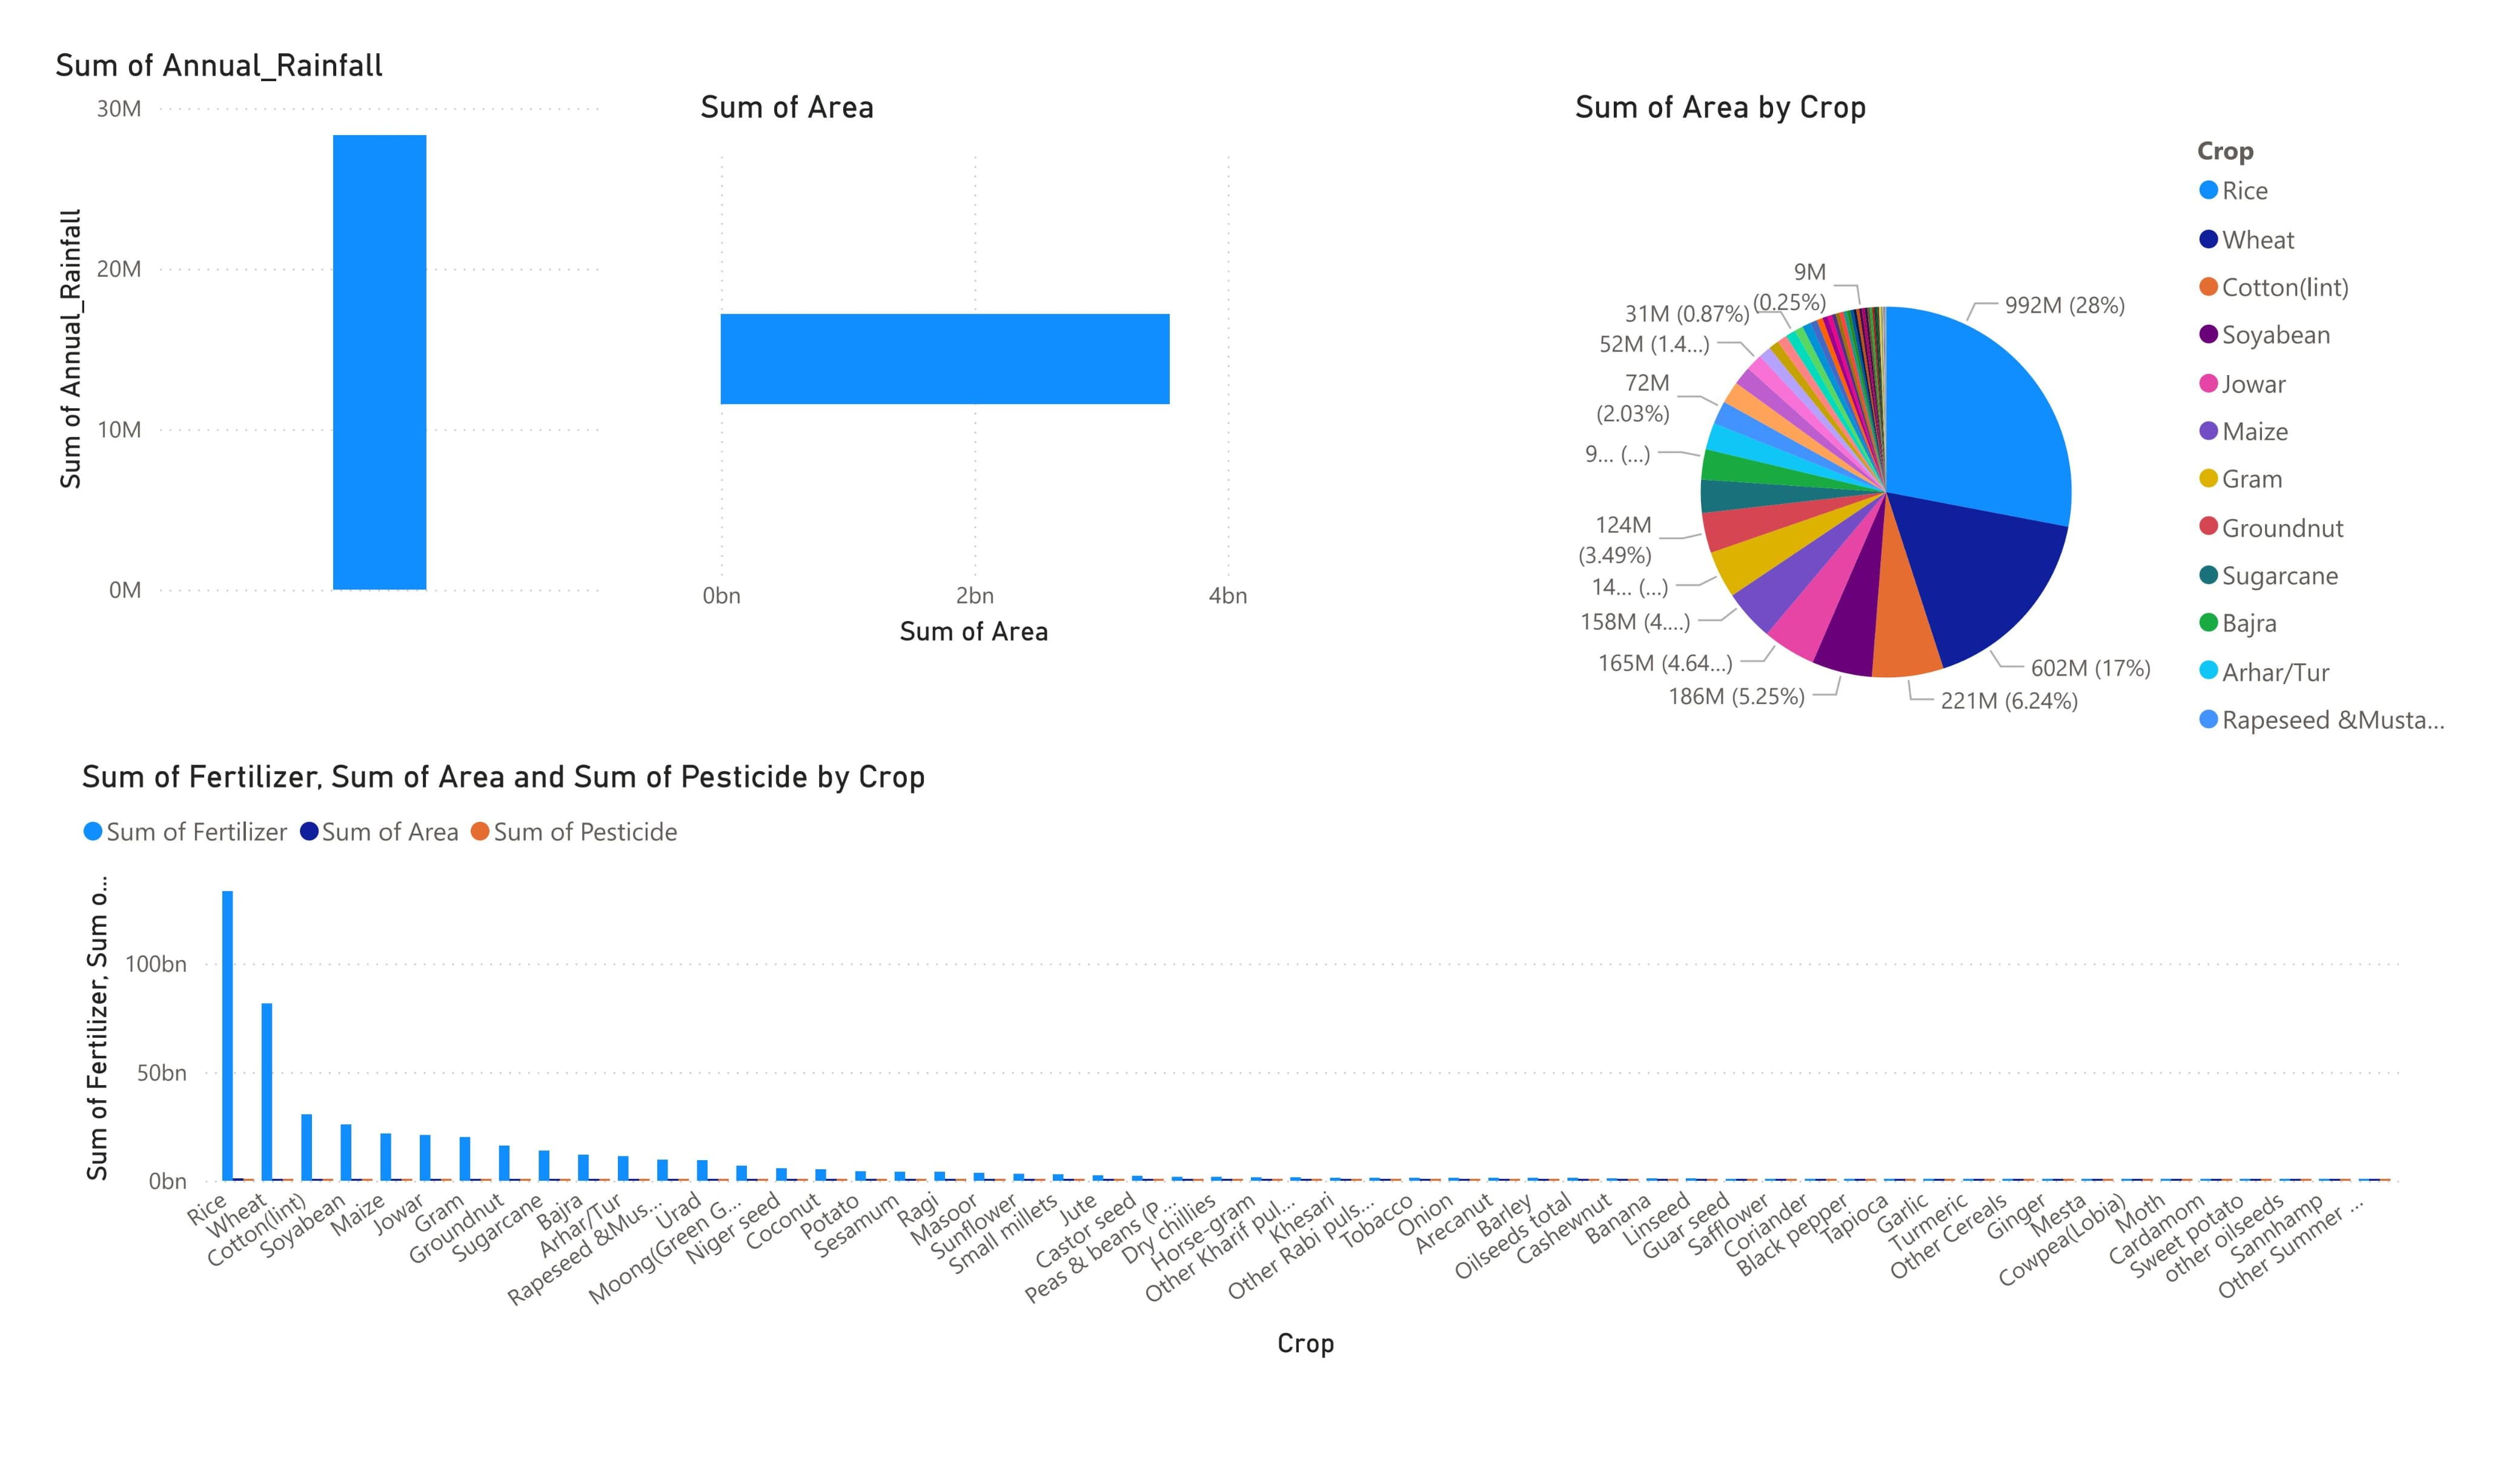 Sum of Annual_Rainfall
30M
20M
10M
0M
Sum of Annual_Rainfall
Sum of Area
0bn
2bn
4bn
Sum of Area
Sum of Area by Crop
992M (28%)
602M (17%)
221M (6.24%)
186M (5.25%)
165M (4.64...)
158M (4....)
14... (...)
124M
(3.49%)
9... (...)
72M
(2.03%)
52M (1.4...)
31M (0.87%)
9M
(0.25%)
Crop
Rice
Wheat
Cotton(lint)
Soyabean
Jowar
Maize
Gram
Groundnut
Sugarcane
Bajra
Arhar/Tur
Rapeseed &Musta...
Sum of Fertilizer, Sum of Area and Sum of Pesticide by Crop
Sum of Fertilizer
Sum of Area
Sum of Pesticide
Sum of Fertilizer, Sum o...
100bn
50bn
0bn
Rice
Wheat
Cotton(lint)
Soyabean
Maize
Jowar
Gram
Groundnut
Sugarcane
Bajra
Arhar/Tur
Rapeseed &Mus...
Urad
Moong(Green G...
Niger seed
Coconut
Potato
Sesamum
Ragi
Masoor
Sunflower
Small millets
Jute
Castor seed
Peas & beans (P...
Dry chillies
Horse-gram
Other Kharif pul...
Khesari
Other Rabi puls...
Tobacco
Onion
Arecanut
Barley
Oilseeds total
Cashewnut
Banana
Linseed
Guar seed
Safflower
Coriander
Black pepper
Tapioca
Garlic
Turmeric
Other Cereals
Ginger
Mesta
Cowpea(Lobia)
Moth
Cardamom
Sweet potato
other oilseeds
Sannhamp
Other Summer ...
Crop